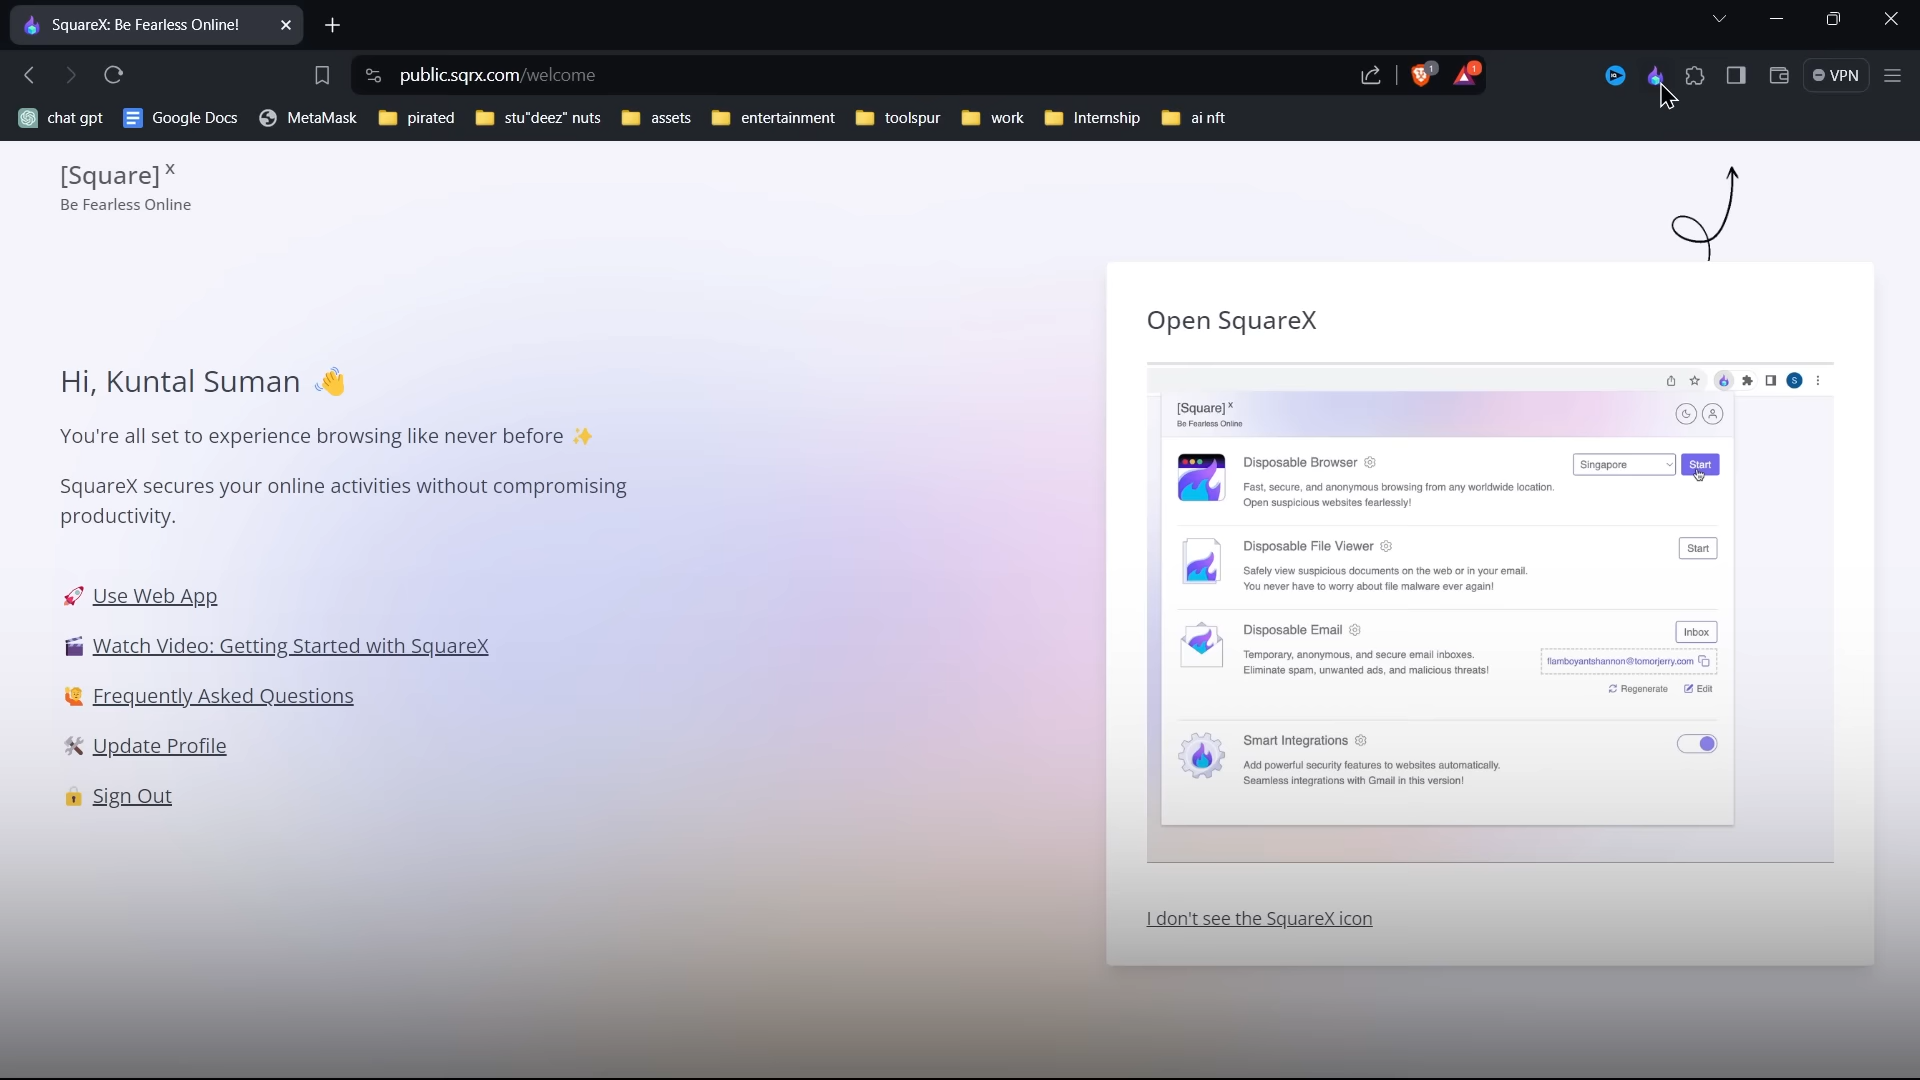 SquareX: Be Fearless Online!
public.sqrx.com/welcome
1
1
VPN
chat gpt
Google Docs
MetaMask
pirated
stu"deez" nuts
assets
entertainment
toolspur
work
Internship
ai nft
[Square] x
Be Fearless Online
Hi, Kuntal Suman 👋
You're all set to experience browsing like never before ✨
SquareX secures your online activities without compromising
productivity.
🚀 Use Web App
🎬 Watch Video: Getting Started with SquareX
🙋 Frequently Asked Questions
🛠 Update Profile
🔒 Sign Out
Open SquareX
S
[Square] x
Be Fearless Online
Disposable Browser
Singapore
Start
Fast, secure, and anonymous browsing from any worldwide location.
Open suspicious websites fearlessly!
Disposable File Viewer
Start
Safely view suspicious documents on the web or in your email.
You never have to worry about file malware ever again!
Disposable Email
Inbox
Temporary, anonymous, and secure email inboxes.
Eliminate spam, unwanted ads, and malicious threats!
flamboyantshannon@tomorjerry.com
Regenerate
Edit
Smart Integrations
Add powerful security features to websites automatically.
Seamless integrations with Gmail in this version!
I don't see the SquareX icon